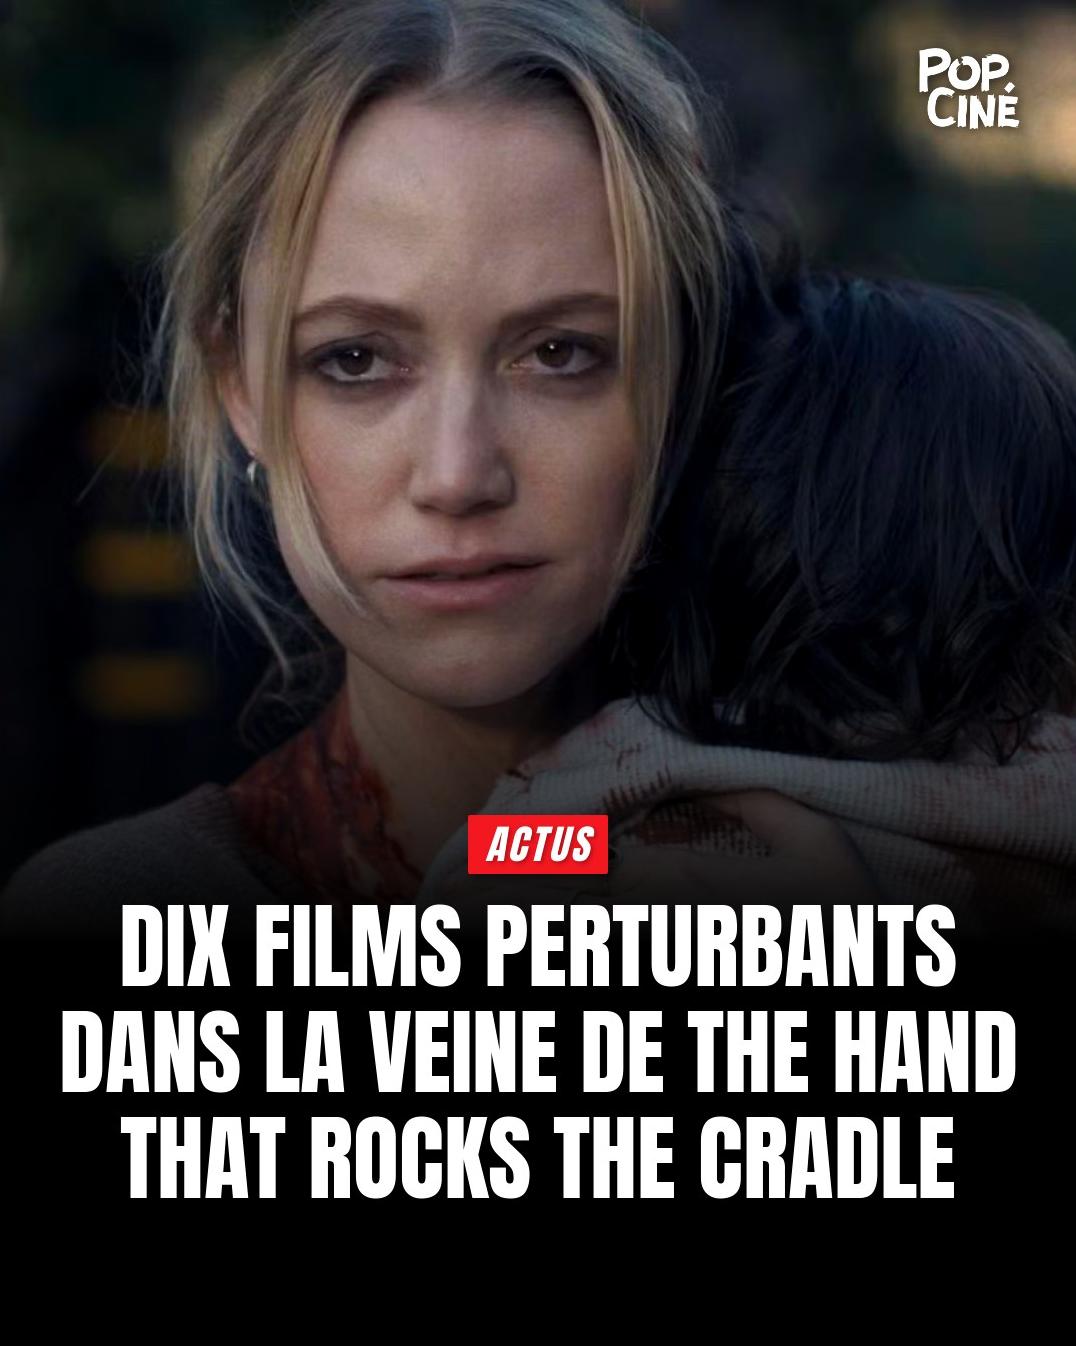 POP.
CINÉ
ACTUS
DIX FILMS PERTURBANTS
DANS LA VEINE DE THE HAND
THAT ROCKS THE CRADLE